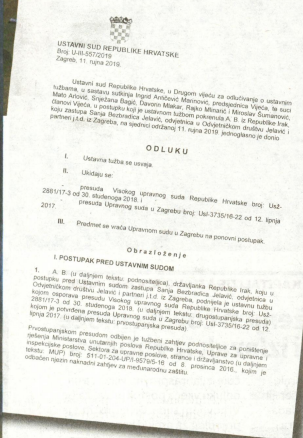 USTAVNI SUD REPUBLIKE HRVATSKE
Broj: U-III-557/2019
Zagreb, 11. rujna 2019.
Ustavni sud Republike Hrvatske, u Drugom vijeću za odlučivanje o ustavnim
tužbama, u sastavu sutkinja Ingrid Antičević Marinović, predsjednica Vijeća, te suci
Mato Arlović, Snježana Bagić, Davorin Mlakar, Rajko Mlinarić i Miroslav Šumanović,
članovi Vijeća, u postupku koji je ustavnom tužbom pokrenula A. B. iz Republike Irak,
koju zastupa Sanja Bezbradica Jelavić, odvjetnica u Odvjetničkom društvu Jelavić i
partneri j.t.d. iz Zagreba, na sjednici održanoj 11. rujna 2019. jednoglasno je donio
ODLUKU
I. Ustavna tužba se usvaja.
II. Ukidaju se:
presuda Visokog upravnog suda Republike Hrvatske broj: Usž-
2881/17-3 od 30. studenoga 2018. i
presuda Upravnog suda u Zagrebu broj: UsI-3735/16-22 od 12. lipnja
2017.
III. Predmet se vraća Upravnom sudu u Zagrebu na ponovni postupak.
Obrazloženje
I. POSTUPAK PRED USTAVNIM SUDOM
1. A. B. (u daljnjem tekstu: podnositeljica), državljanka Republike Irak, koju u
postupku pred Ustavnim sudom zastupa Sanja Bezbradica Jelavić, odvjetnica u
Odvjetničkom društvu Jelavić i partneri j.t.d. iz Zagreba, podnijela je ustavnu tužbu
kojom osporava presudu Visokog upravnog suda Republike Hrvatske broj: Usž-
2881/17-3 od 30. studenoga 2018. (u daljnjem tekstu: drugostupanjska presuda)
kojom je potvrđena presuda Upravnog suda u Zagrebu broj: UsI-3735/16-22 od 12.
lipnja 2017. (u daljnjem tekstu: prvostupanjska presuda).
Prvostupanjskom presudom odbijen je tužbeni zahtjev podnositeljice za poništenje
rješenja Ministarstva unutarnjih poslova Republike Hrvatske, Uprave za upravne i
inspekcijske poslove, Sektora za upravne poslove, strance i državljanstvo (u daljnjem
tekstu: MUP) broj: 511-01-204-UP/I-9579/5-16 od 8. prosinca 2016., kojim je
odbačen njezin naknadni zahtjev za međunarodnu zaštitu.